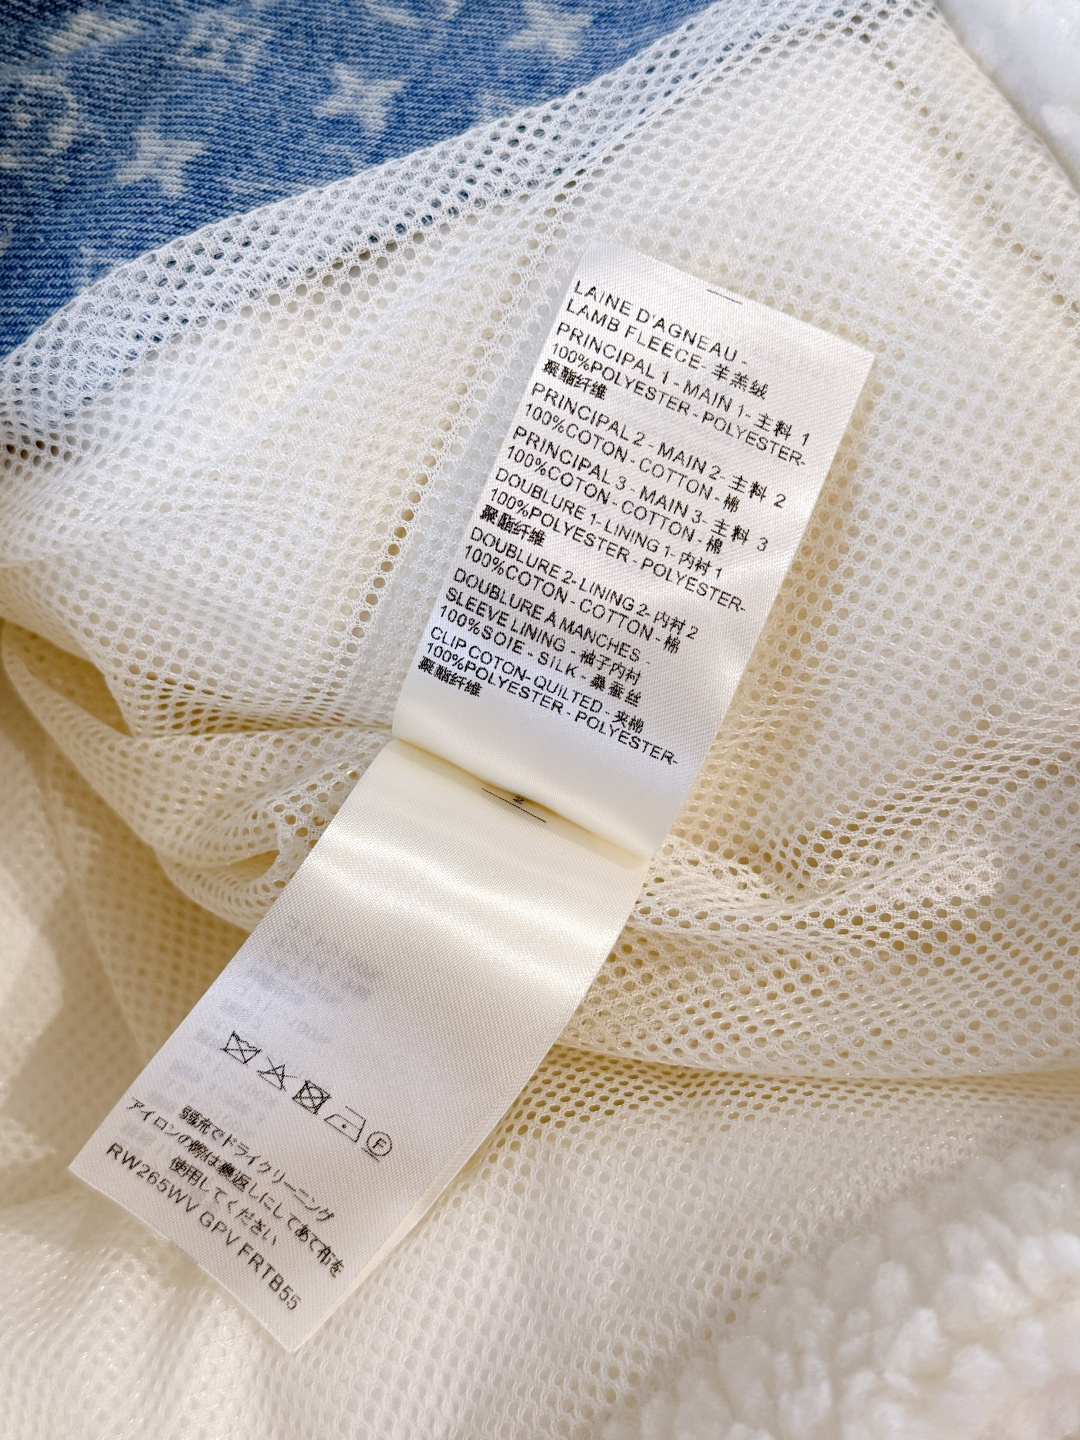 LAINE D'AGNEAU -
LAMB FLEECE- 羊羔绒
PRINCIPAL 1 - MAIN 1- 主料 1
100%POLYESTER - POLYESTER-
聚酯纤维
PRINCIPAL 2 - MAIN 2- 主料 2
100%COTON - COTTON - 棉
PRINCIPAL 3 - MAIN 3- 主料 3
100%COTON - COTTON - 棉
DOUBLURE 1- LINING 1- 内衬 1
100%POLYESTER - POLYESTER-
聚酯纤维
DOUBLURE 2- LINING 2- 内衬 2
100%COTON - COTTON - 棉
DOUBLURE A MANCHES -
SLEEVE LINING - 袖子内衬
100%SOIE - SILK - 桑蚕丝
CLIP COTON- QUILTED - 夹棉
100%POLYESTER - POLYESTER-
聚酯纤维
2
F
でドライクリーニング
アイロンの際は裏返しにしてあて布を
使用してください
RW265WV GPV FRTB55